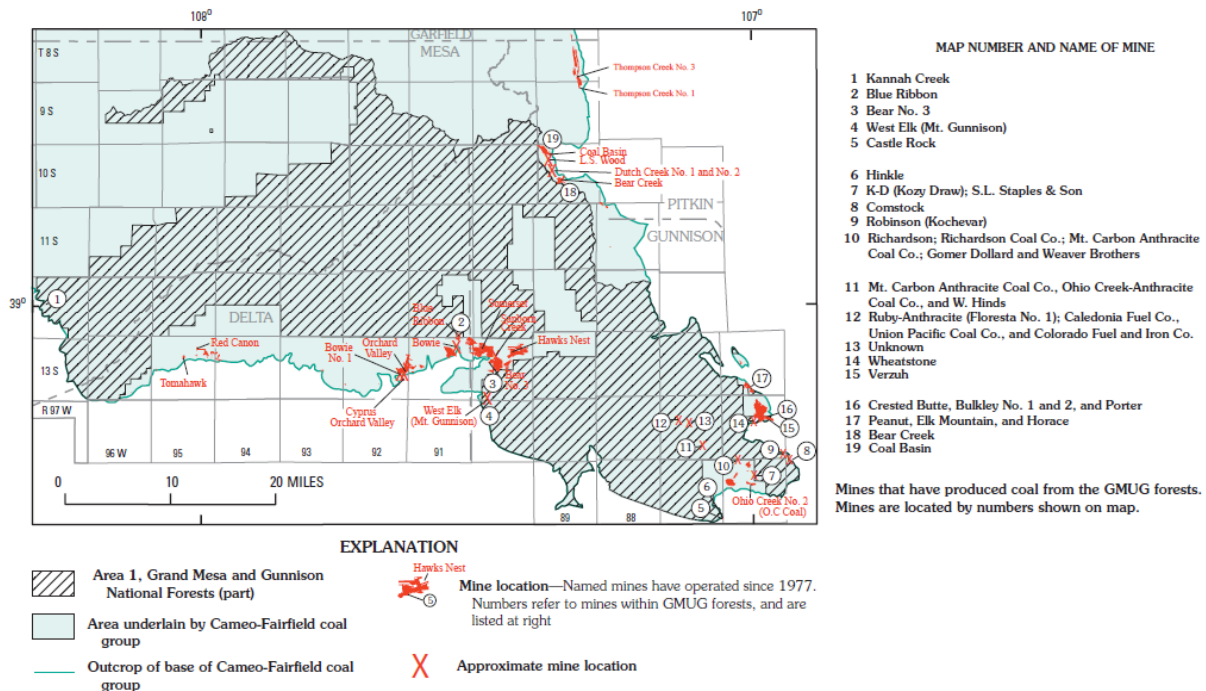 108°
107°
T 8 S
GARFIELD
MESA
Thompson Creek No. 3
Thompson Creek No. 1
9 S
19
Coal Basin
L.S. Wood
10 S
Dutch Creek No. 1 and No. 2
Bear Creek
18
PITKIN
GUNNISON
11 S
1
39°
DELTA
Blue
Ribbon
2
Somerset
Sanborn
Creek
Red Canon
Bowie
No. 1
Orchard
Valley
Bowie
Hawks Nest
13 S
Tomahawk
Bear
No. 3
3
17
R 97 W
Cyprus
Orchard Valley
West Elk
(Mt. Gunnison)
4
12
13
14
16
15
11
96 W
95
94
93
92
91
10
9
8
7
6
5
Ohio Creek No. 2
(O.C Coal)
89
88
0
10
20 MILES
MAP NUMBER AND NAME OF MINE
1 Kannah Creek
2 Blue Ribbon
3 Bear No. 3
4 West Elk (Mt. Gunnison)
5 Castle Rock
6 Hinkle
7 K-D (Kozy Draw); S.L. Staples & Son
8 Comstock
9 Robinson (Kochevar)
10 Richardson; Richardson Coal Co.; Mt. Carbon Anthracite
Coal Co.; Gomer Dollard and Weaver Brothers
11 Mt. Carbon Anthracite Coal Co., Ohio Creek-Anthracite
Coal Co., and W. Hinds
12 Ruby-Anthracite (Floresta No. 1); Caledonia Fuel Co.,
Union Pacific Coal Co., and Colorado Fuel and Iron Co.
13 Unknown
14 Wheatstone
15 Verzuh
16 Crested Butte, Bulkley No. 1 and 2, and Porter
17 Peanut, Elk Mountain, and Horace
18 Bear Creek
19 Coal Basin
Mines that have produced coal from the GMUG forests.
Mines are located by numbers shown on map.
EXPLANATION
Area 1, Grand Mesa and Gunnison
National Forests (part)
Area underlain by Cameo-Fairfield coal
group
Outcrop of base of Cameo-Fairfield coal
group
Hawks Nest
5
Mine location—Named mines have operated since 1977.
Numbers refer to mines within GMUG forests, and are
listed at right
X
Approximate mine location